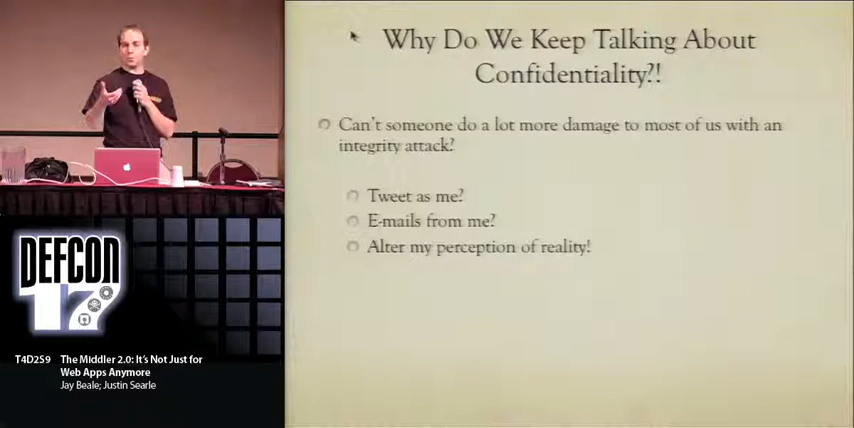 Why Do We Keep Talking About
Confidentiality?!
Can't someone do a lot more damage to most of us with an
integrity attack?
Tweet as me?
E-mails from me?
Alter my perception of reality!
DEFCON
17
T4D2S9 The Middler 2.0: It's Not Just for
Web Apps Anymore
Jay Beale; Justin Searle